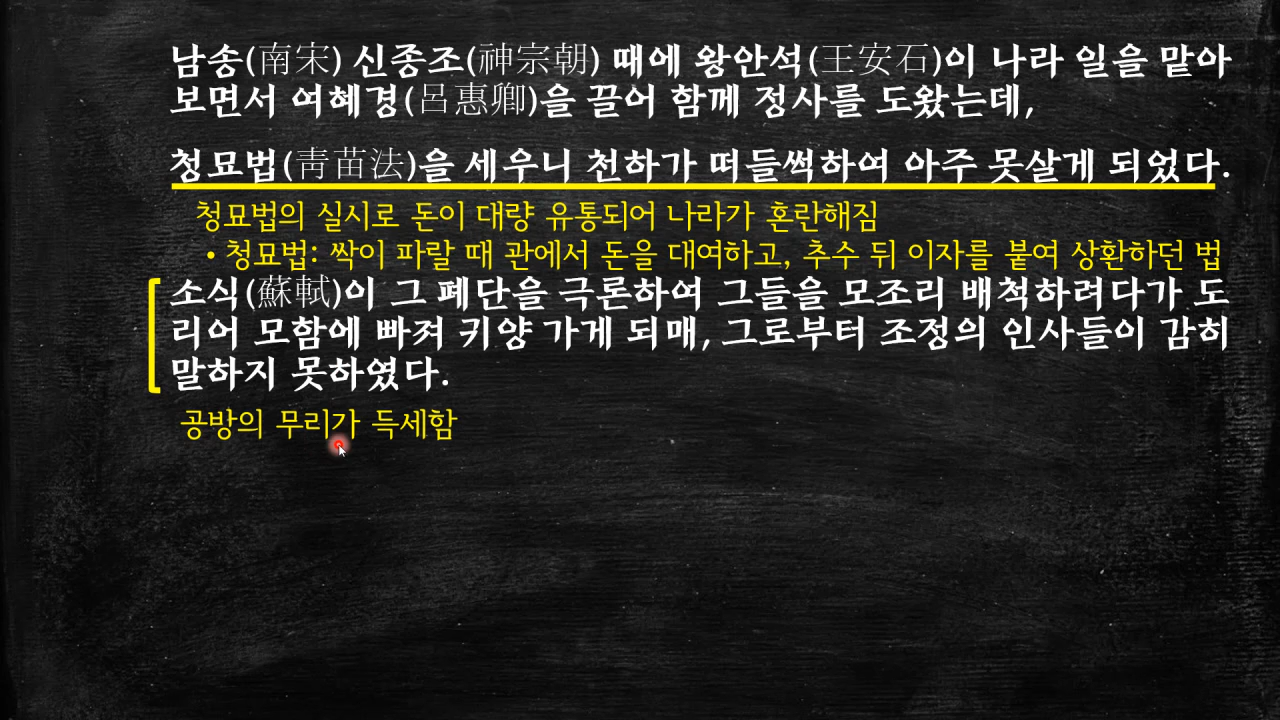 남송(南宋) 신종조(神宗朝) 때에 왕안석(王安石)이 나라 일을 맡아
보면서 여혜경(呂惠卿)을 끌어 함께 정사를 도왔는데,
청묘법(靑苗法)을 세우니 천하가 떠들썩하여 아주 못살게 되었다.
청묘법의 실시로 돈이 대량 유통되어 나라가 혼란해짐
• 청묘법: 싹이 파랄 때 관에서 돈을 대여하고, 추수 뒤 이자를 붙여 상환하던 법
소식(蘇軾)이 그 폐단을 극론하여 그들을 모조리 배척하려다가 도
리어 모함에 빠져 키양 가게 되매, 그로부터 조정의 인사들이 감히
말하지 못하였다.
공방의 무리가 득세함